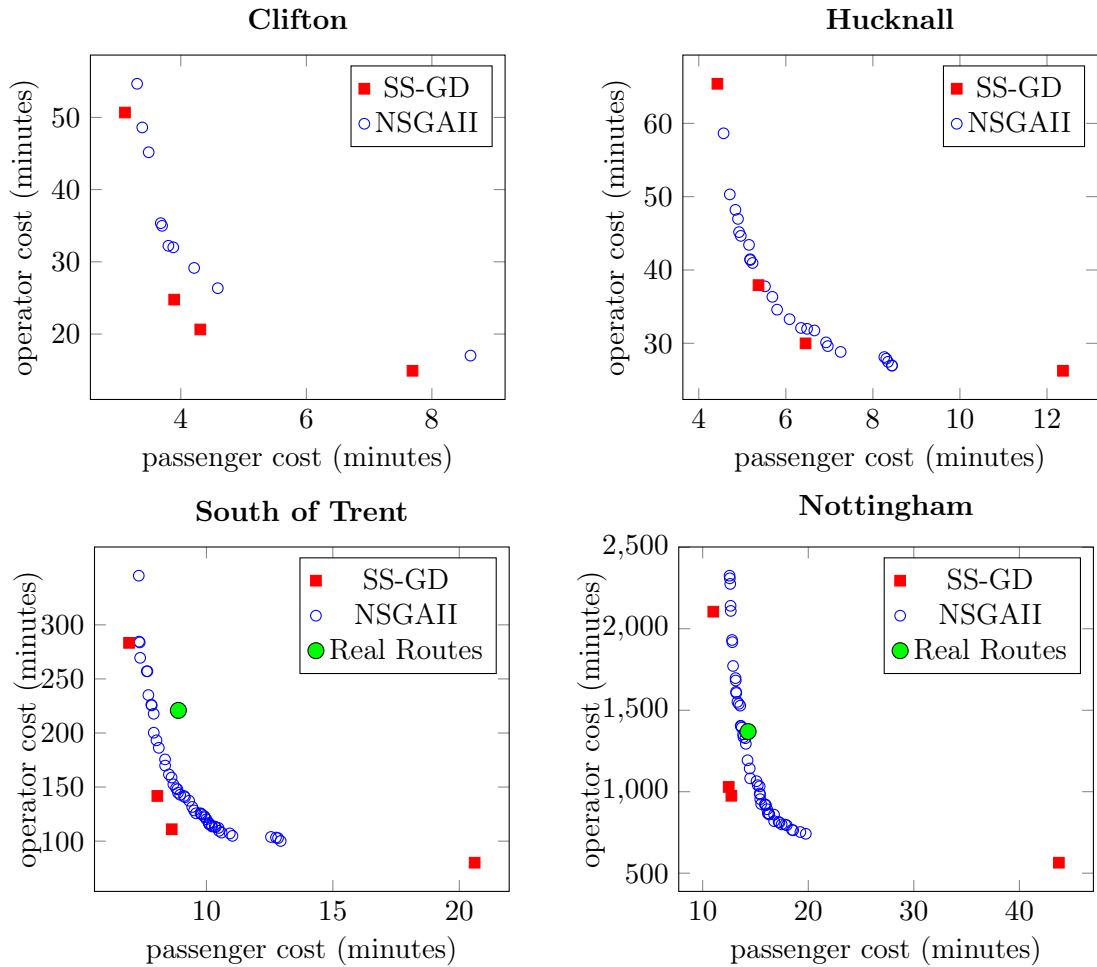 Clifton
50
40
30
20
4
6
8
operator cost (minutes)
passenger cost (minutes)
SS-GD
NSGAII
Hucknall
60
50
40
30
4
6
8
10
12
operator cost (minutes)
passenger cost (minutes)
SS-GD
NSGAII
South of Trent
300
250
200
150
100
10
15
20
operator cost (minutes)
passenger cost (minutes)
SS-GD
NSGAII
Real Routes
Nottingham
2,500
2,000
1,500
1,000
500
10
20
30
40
operator cost (minutes)
passenger cost (minutes)
SS-GD
NSGAII
Real Routes